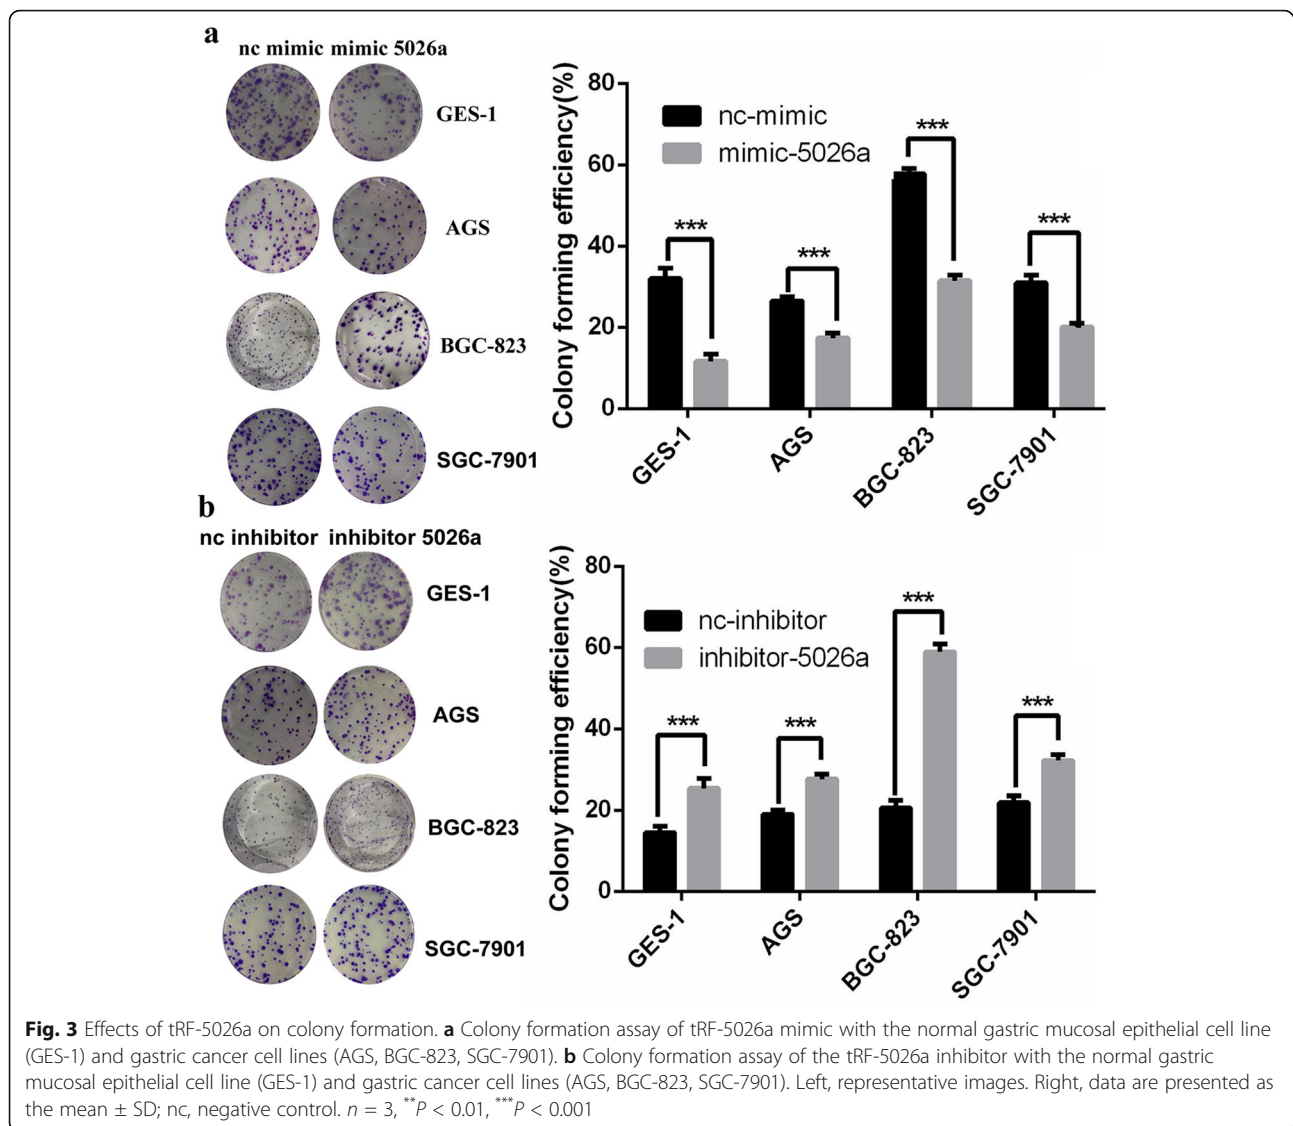 a
nc mimic mimic 5026a
GES-1
AGS
BGC-823
SGC-7901
Colony forming efficiency(%)
80
60
40
20
0
nc-mimic
mimic-5026a
***
***
***
***
GES-1
AGS
BGC-823
SGC-7901
b
nc inhibitor inhibitor 5026a
GES-1
AGS
BGC-823
SGC-7901
Colony forming efficiency(%)
80
60
40
20
0
nc-inhibitor
inhibitor-5026a
***
***
***
***
GES-1
AGS
BGC-823
SGC-7901
Fig. 3 Effects of tRF-5026a on colony formation. a Colony formation assay of tRF-5026a mimic with the normal gastric mucosal epithelial cell line
(GES-1) and gastric cancer cell lines (AGS, BGC-823, SGC-7901). b Colony formation assay of the tRF-5026a inhibitor with the normal gastric
mucosal epithelial cell line (GES-1) and gastric cancer cell lines (AGS, BGC-823, SGC-7901). Left, representative images. Right, data are presented as
the mean ± SD; nc, negative control. n = 3, **P < 0.01, ***P < 0.001